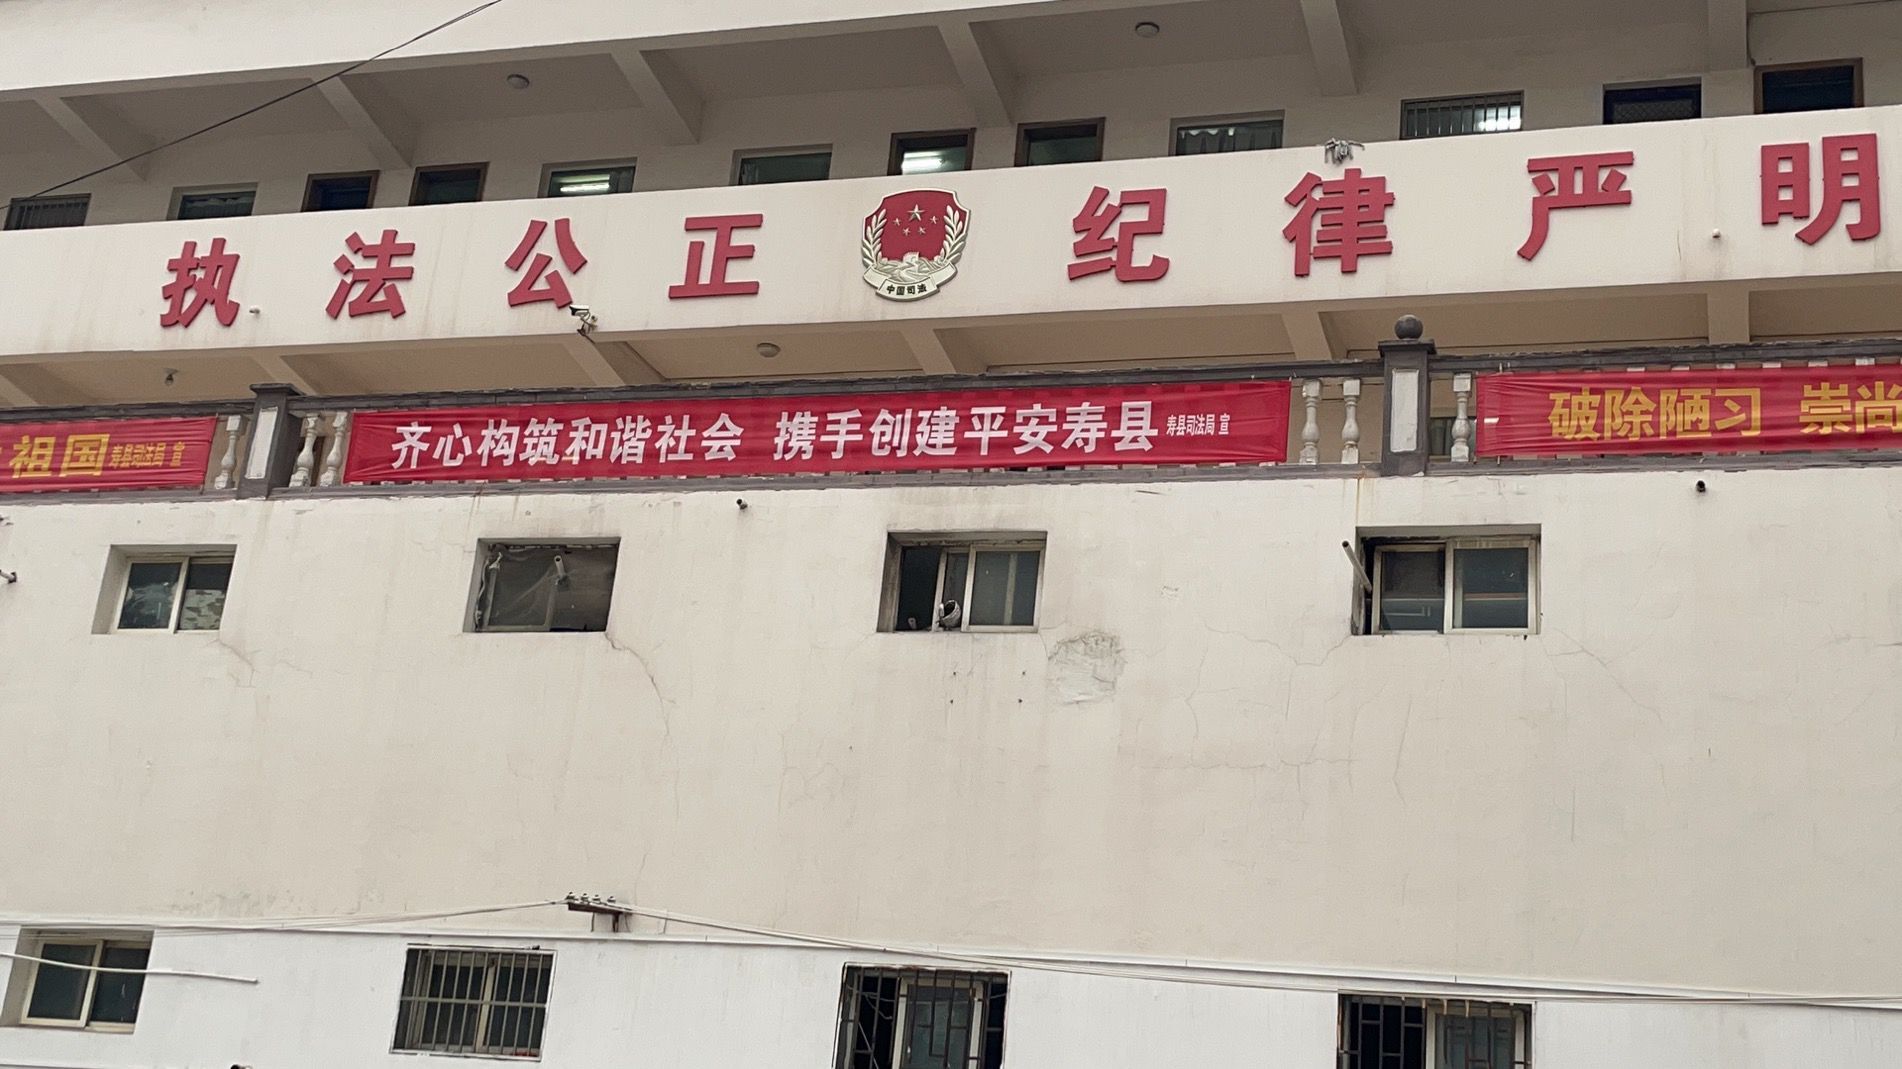 执法公正
中国司法
纪律严明
祖国 寿县司法局 宣
齐心构筑和谐社会 携手创建平安寿县 寿县司法局 宣
破除陋习 崇尚